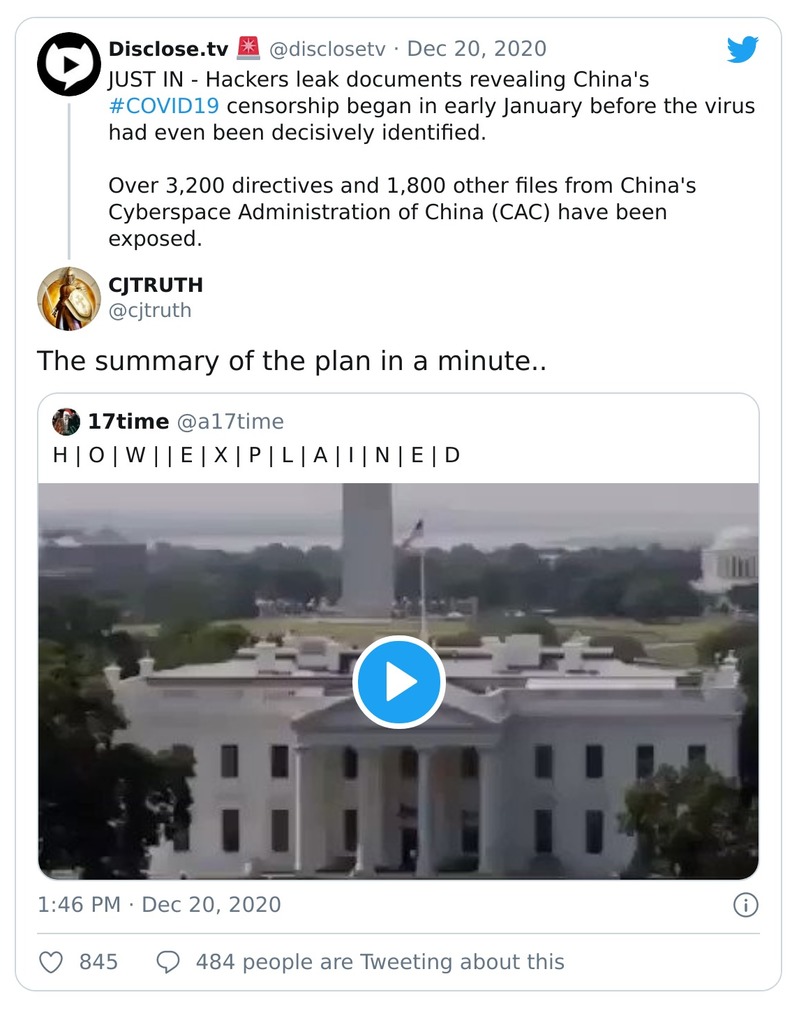 Disclose.tv 🚨 @disclosetv · Dec 20, 2020
JUST IN - Hackers leak documents revealing China's
#COVID19 censorship began in early January before the virus
had even been decisively identified.
Over 3,200 directives and 1,800 other files from China's
Cyberspace Administration of China (CAC) have been
exposed.
CJTRUTH
@cjtruth
The summary of the plan in a minute..
17time @a17time
H | O | W | | E | X | P | L | A | I | N | E | D
1:46 PM · Dec 20, 2020
845 484 people are Tweeting about this